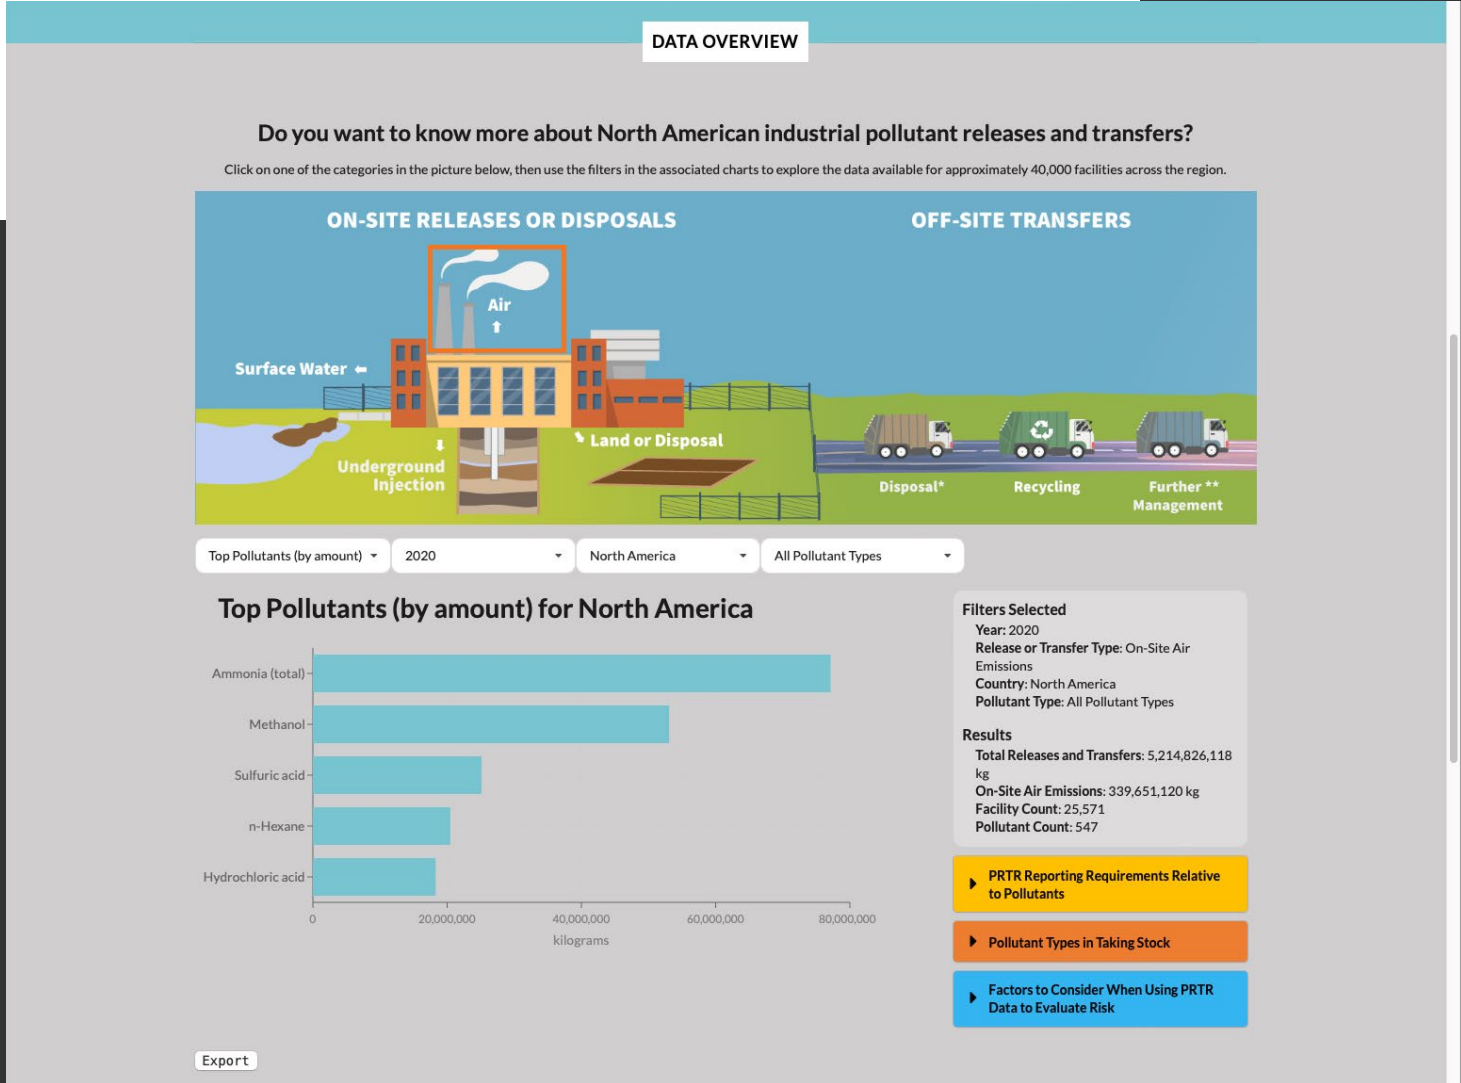 DATA OVERVIEW
Do you want to know more about North American industrial pollutant releases and transfers?
Click on one of the categories in the picture below, then use the filters in the associated charts to explore the data available for approximately 40,000 facilities across the region.
ON-SITE RELEASES OR DISPOSALS
OFF-SITE TRANSFERS
Air
Surface Water
Land or Disposal
Underground
Injection
Disposal*
Recycling
Further **
Management
Top Pollutants (by amount)
2020
North America
All Pollutant Types
Top Pollutants (by amount) for North America
Ammonia (total)
Methanol
Sulfuric acid
n-Hexane
Hydrochloric acid
0
20,000,000
40,000,000
60,000,000
80,000,000
kilograms
Filters Selected
Year: 2020
Release or Transfer Type: On-Site Air
Emissions
Country: North America
Pollutant Type: All Pollutant Types
Results
Total Releases and Transfers: 5,214,826,118
kg
On-Site Air Emissions: 339,651,120 kg
Facility Count: 25,571
Pollutant Count: 547
PRTR Reporting Requirements Relative
to Pollutants
Pollutant Types in Taking Stock
Factors to Consider When Using PRTR
Data to Evaluate Risk
Export